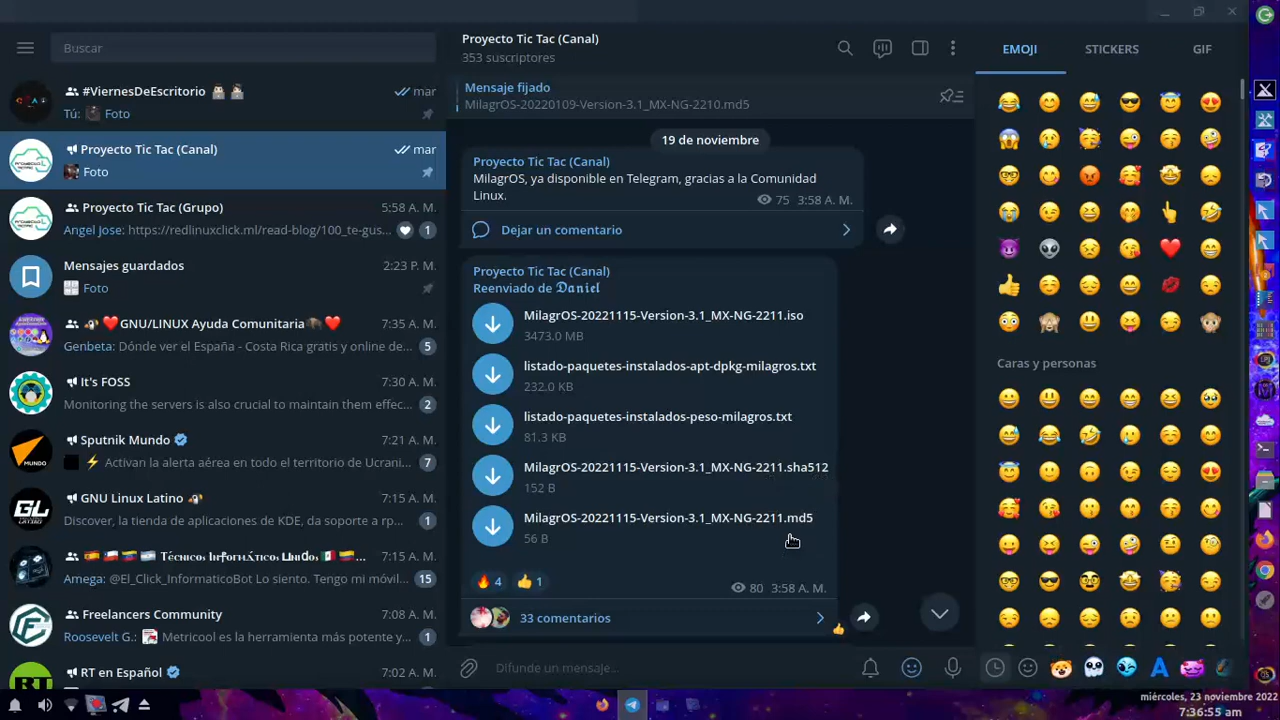 Buscar
#ViernesDeEscritorio
mar
Tú: Foto
Proyecto Tic Tac (Canal)
mar
Foto
Proyecto Tic Tac (Grupo)
5:58 A. M.
Angel Jose: https://redlinuxclick.ml/read-blog/100_te-gus...
1
Mensajes guardados
2:23 P. M.
Foto
GNU/LINUX Ayuda Comunitaria
7:35 A. M.
Genbeta: Dónde ver el España - Costa Rica gratis y online de...
5
It's FOSS
7:30 A. M.
Monitoring the servers is also crucial to maintain them effec...
2
Sputnik Mundo
7:21 A. M.
Activan la alerta aérea en todo el territorio de Ucrani...
7
GNU Linux Latino
7:15 A. M.
Discover, la tienda de aplicaciones de KDE, da soporte a rp...
1
Técnicos Informáticos Unidos
7:15 A. M.
Amega: @El_Click_InformaticoBot Lo siento. Tengo mi móvil...
15
Freelancers Community
7:08 A. M.
Roosevelt G.: Metricool es la herramienta más potente y...
1
RT en Español
7:02 A. M.
Proyecto Tic Tac (Canal)
353 suscriptores
Mensaje fijado
MilagrOS-20220109-Version-3.1_MX-NG-2210.md5
19 de noviembre
Proyecto Tic Tac (Canal)
MilagrOS, ya disponible en Telegram, gracias a la Comunidad
Linux.
75 3:58 A. M.
Dejar un comentario
Proyecto Tic Tac (Canal)
Reenviado de 𝕯𝖆𝖓𝖎𝖊𝖑
MilagrOS-20221115-Version-3.1_MX-NG-2211.iso
3473.0 MB
listado-paquetes-instalados-apt-dpkg-milagros.txt
232.0 KB
listado-paquetes-instalados-peso-milagros.txt
81.3 KB
MilagrOS-20221115-Version-3.1_MX-NG-2211.sha512
152 B
MilagrOS-20221115-Version-3.1_MX-NG-2211.md5
56 B
4 1
80 3:58 A. M.
33 comentarios
Difunde un mensaje...
EMOJI STICKERS GIF
Caras y personas
miércoles, 23 noviembre 2022
7:36:55 am